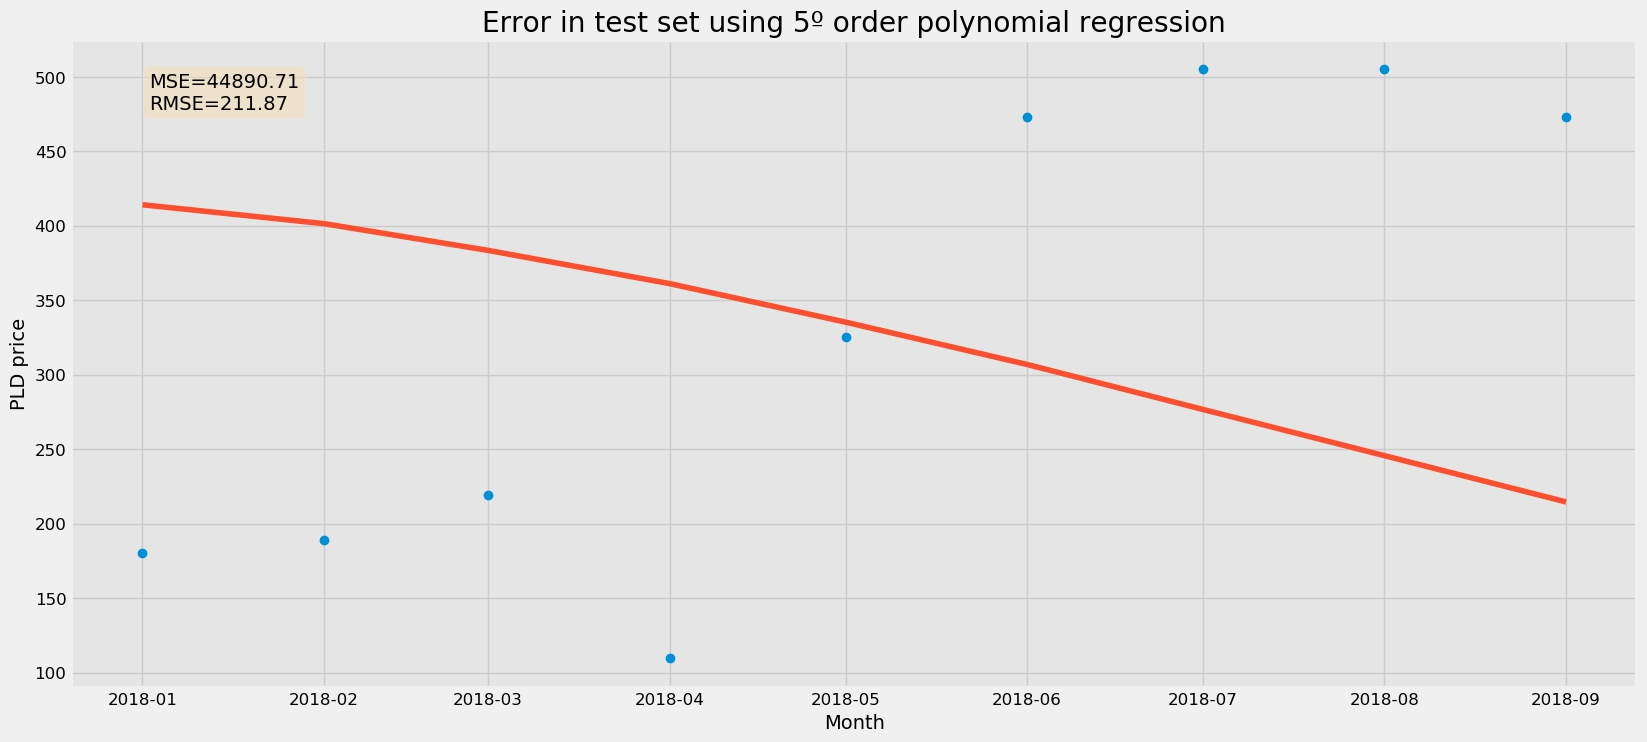 Error in test set using 5º order polynomial regression
MSE=44890.71
RMSE=211.87
500
450
400
350
300
250
200
150
100
PLD price
2018-01 2018-02 2018-03 2018-04 2018-05 2018-06 2018-07 2018-08 2018-09
Month